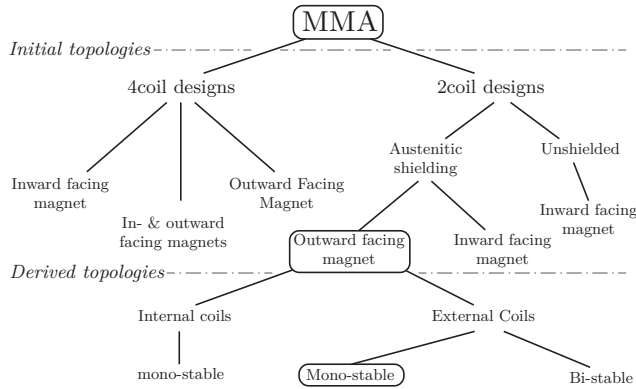 MMA
Initial topologies
4coil designs
2coil designs
Austenitic
shielding
Unshielded
Inward facing
magnet
Outward Facing
Magnet
In- & outward
facing magnets
Inward facing
magnet
Outward facing
magnet
Inward facing
magnet
Derived topologies
Internal coils
External Coils
mono-stable
Mono-stable
Bi-stable